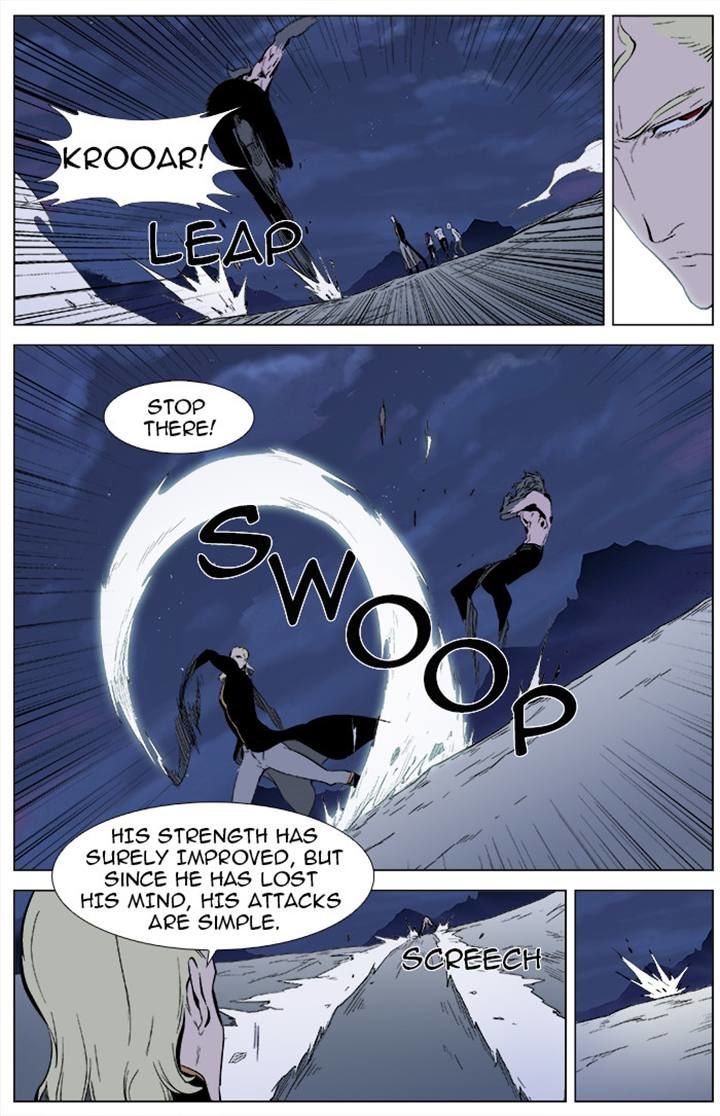 KROOAR!
LEAP
STOP
THERE!
SWOOP
HIS STRENGTH HAS
SURELY IMPROVED, BUT
SINCE HE HAS LOST
HIS MIND, HIS ATTACKS
ARE SIMPLE.
SCREECH